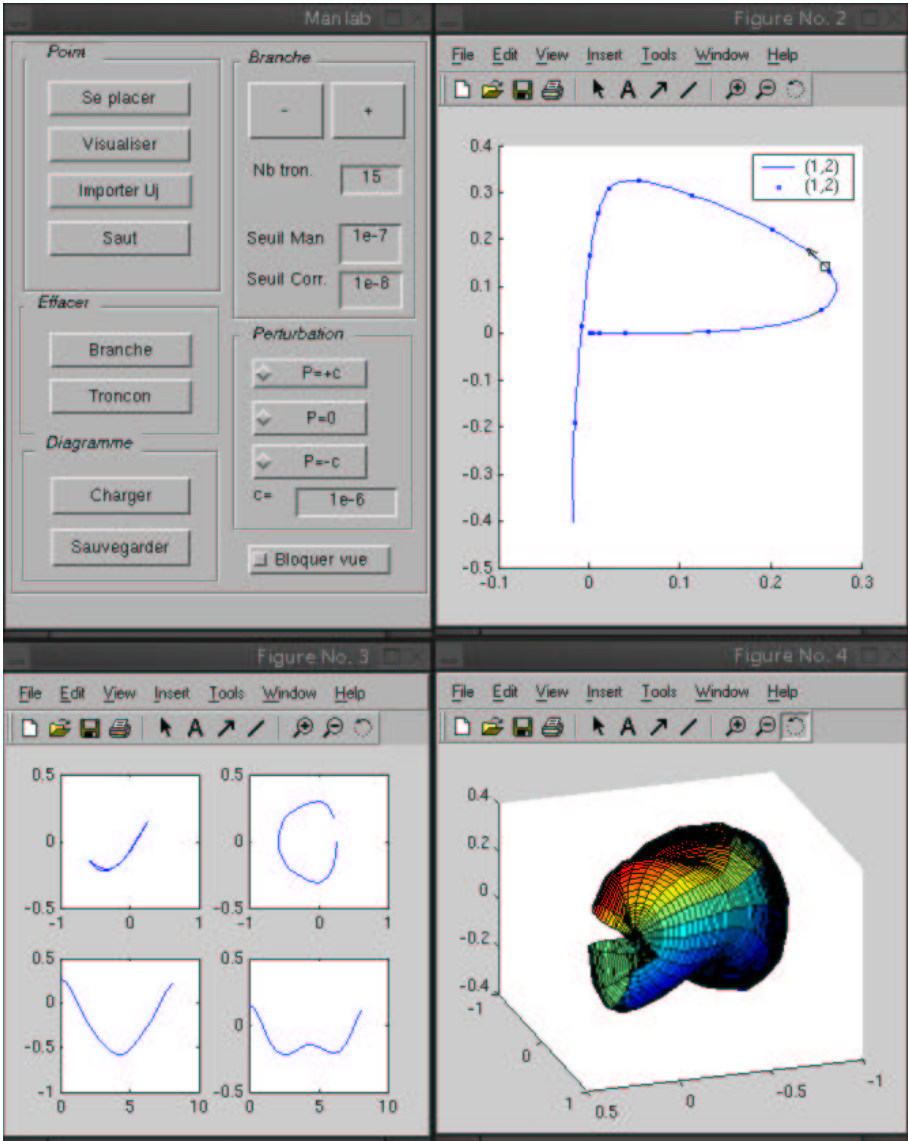 Manlab
Point
Se placer
Visualiser
Importer Uj
Saut
Effacer
Branche
Troncon
Diagramme
Charger
Sauvegarder
Branche
- +
Nb tron. 15
Seuil Man 1e-7
Seuil Corr. 1e-8
Perturbation
P=+c
P=0
P=-c
c= 1e-6
Bloquer vue
Figure No. 2
File Edit View Insert Tools Window Help
A
(1,2)
(1,2)
0.4
0.3
0.2
0.1
0
-0.1
-0.2
-0.3
-0.4
-0.5
-0.1 0 0.1 0.2 0.3
Figure No. 3
File Edit View Insert Tools Window Help
A
0.5
0
-0.5
-1 0 1
0.5
0
-0.5
-1 0 1
0.5
0
-0.5
-1
0 5 10
0.5
0
-0.5
0 5 10
Figure No. 4
File Edit View Insert Tools Window Help
A
0.4
0.2
0
-0.2
-0.4
-1
0
1
0.5
0
-0.5
-1